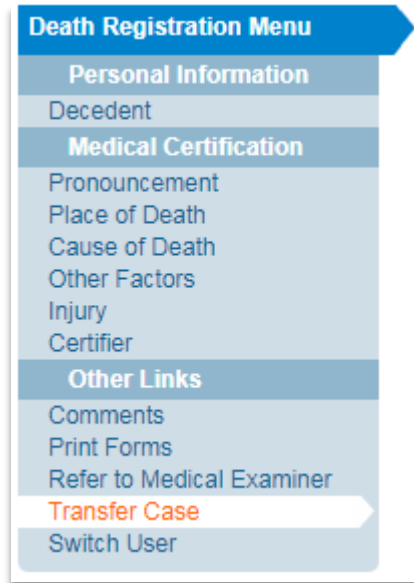 Death Registration Menu
Personal Information
Decedent
Medical Certification
Pronouncement
Place of Death
Cause of Death
Other Factors
Injury
Certifier
Other Links
Comments
Print Forms
Refer to Medical Examiner
Transfer Case
Switch User